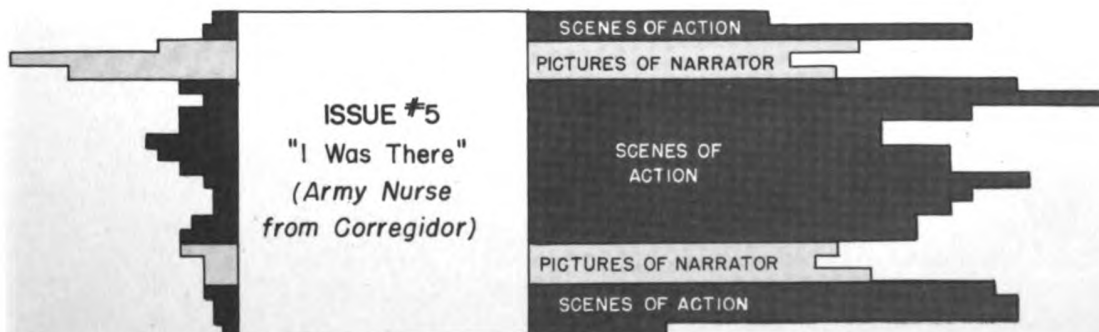 SCENES OF ACTION
PICTURES OF NARRATOR
ISSUE #5
"I Was There"
(Army Nurse
from Corregidor)
SCENES OF
ACTION
PICTURES OF NARRATOR
SCENES OF ACTION